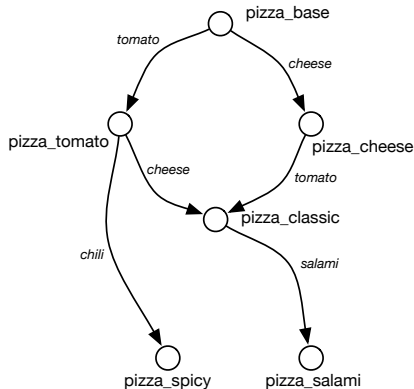 pizza_base
tomato
cheese
pizza_tomato
pizza_cheese
cheese
tomato
pizza_classic
chili
salami
pizza_spicy
pizza_salami